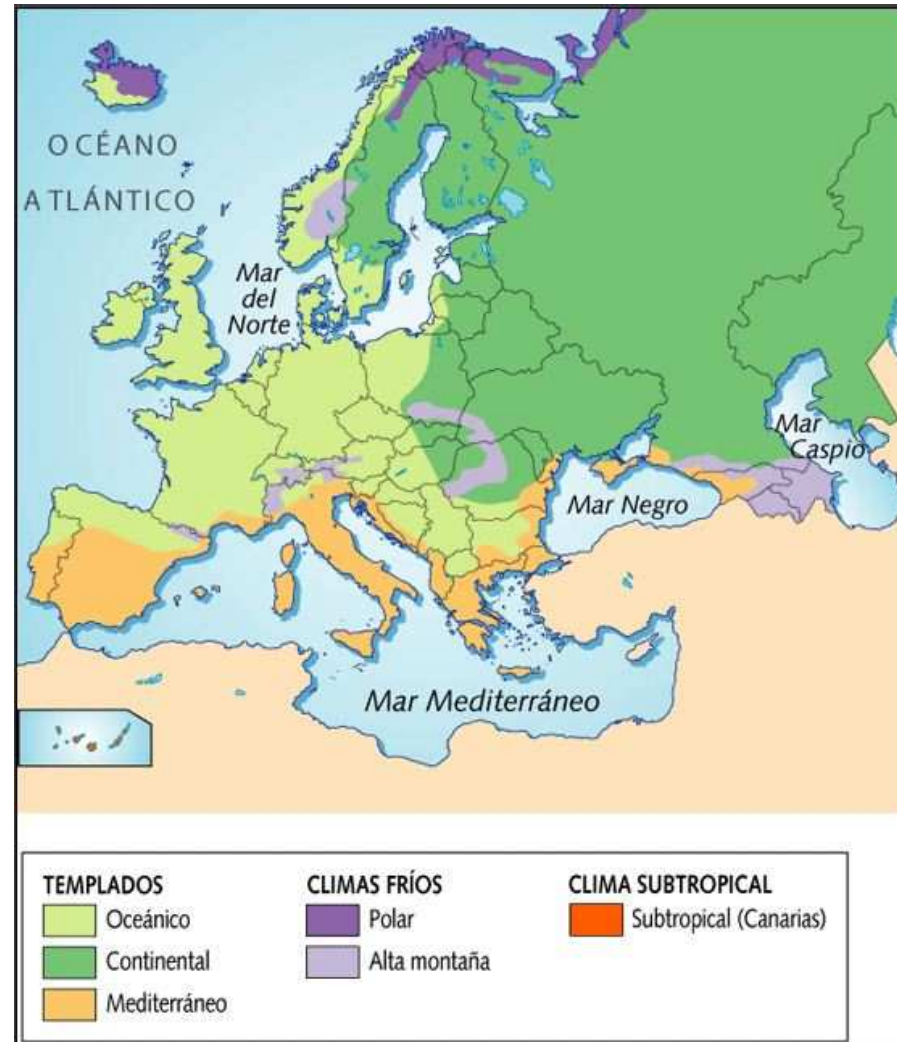 OCÉANO
ATLÁNTICO
Mar
del
Norte
Mar
Caspio
Mar Negro
Mar Mediterráneo
TEMPLADOS
Oceánico
Continental
Mediterráneo
CLIMAS FRÍOS
Polar
Alta montaña
CLIMA SUBTROPICAL
Subtropical (Canarias)